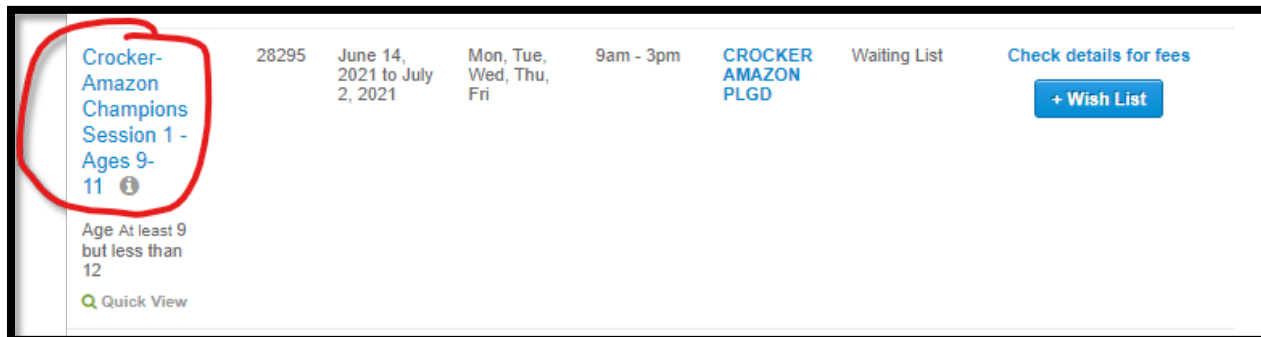 Crocker-
Amazon
Champions
Session 1 -
Ages 9-
11
Age At least 9
but less than
12
Quick View
28295
June 14,
2021 to July
2, 2021
Mon, Tue,
Wed, Thu,
Fri
9am - 3pm
CROCKER
AMAZON
PLGD
Waiting List
Check details for fees
+ Wish List